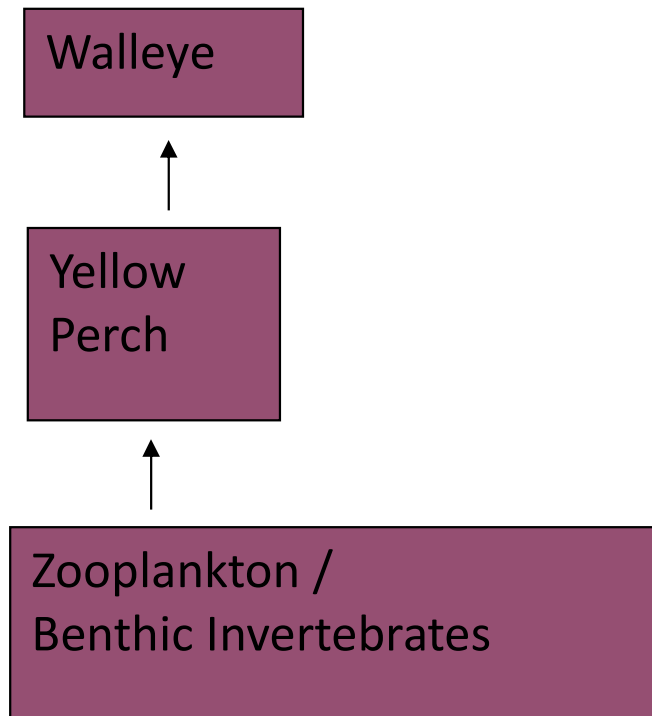 Walleye
Yellow
Perch
Zooplankton /
Benthic Invertebrates